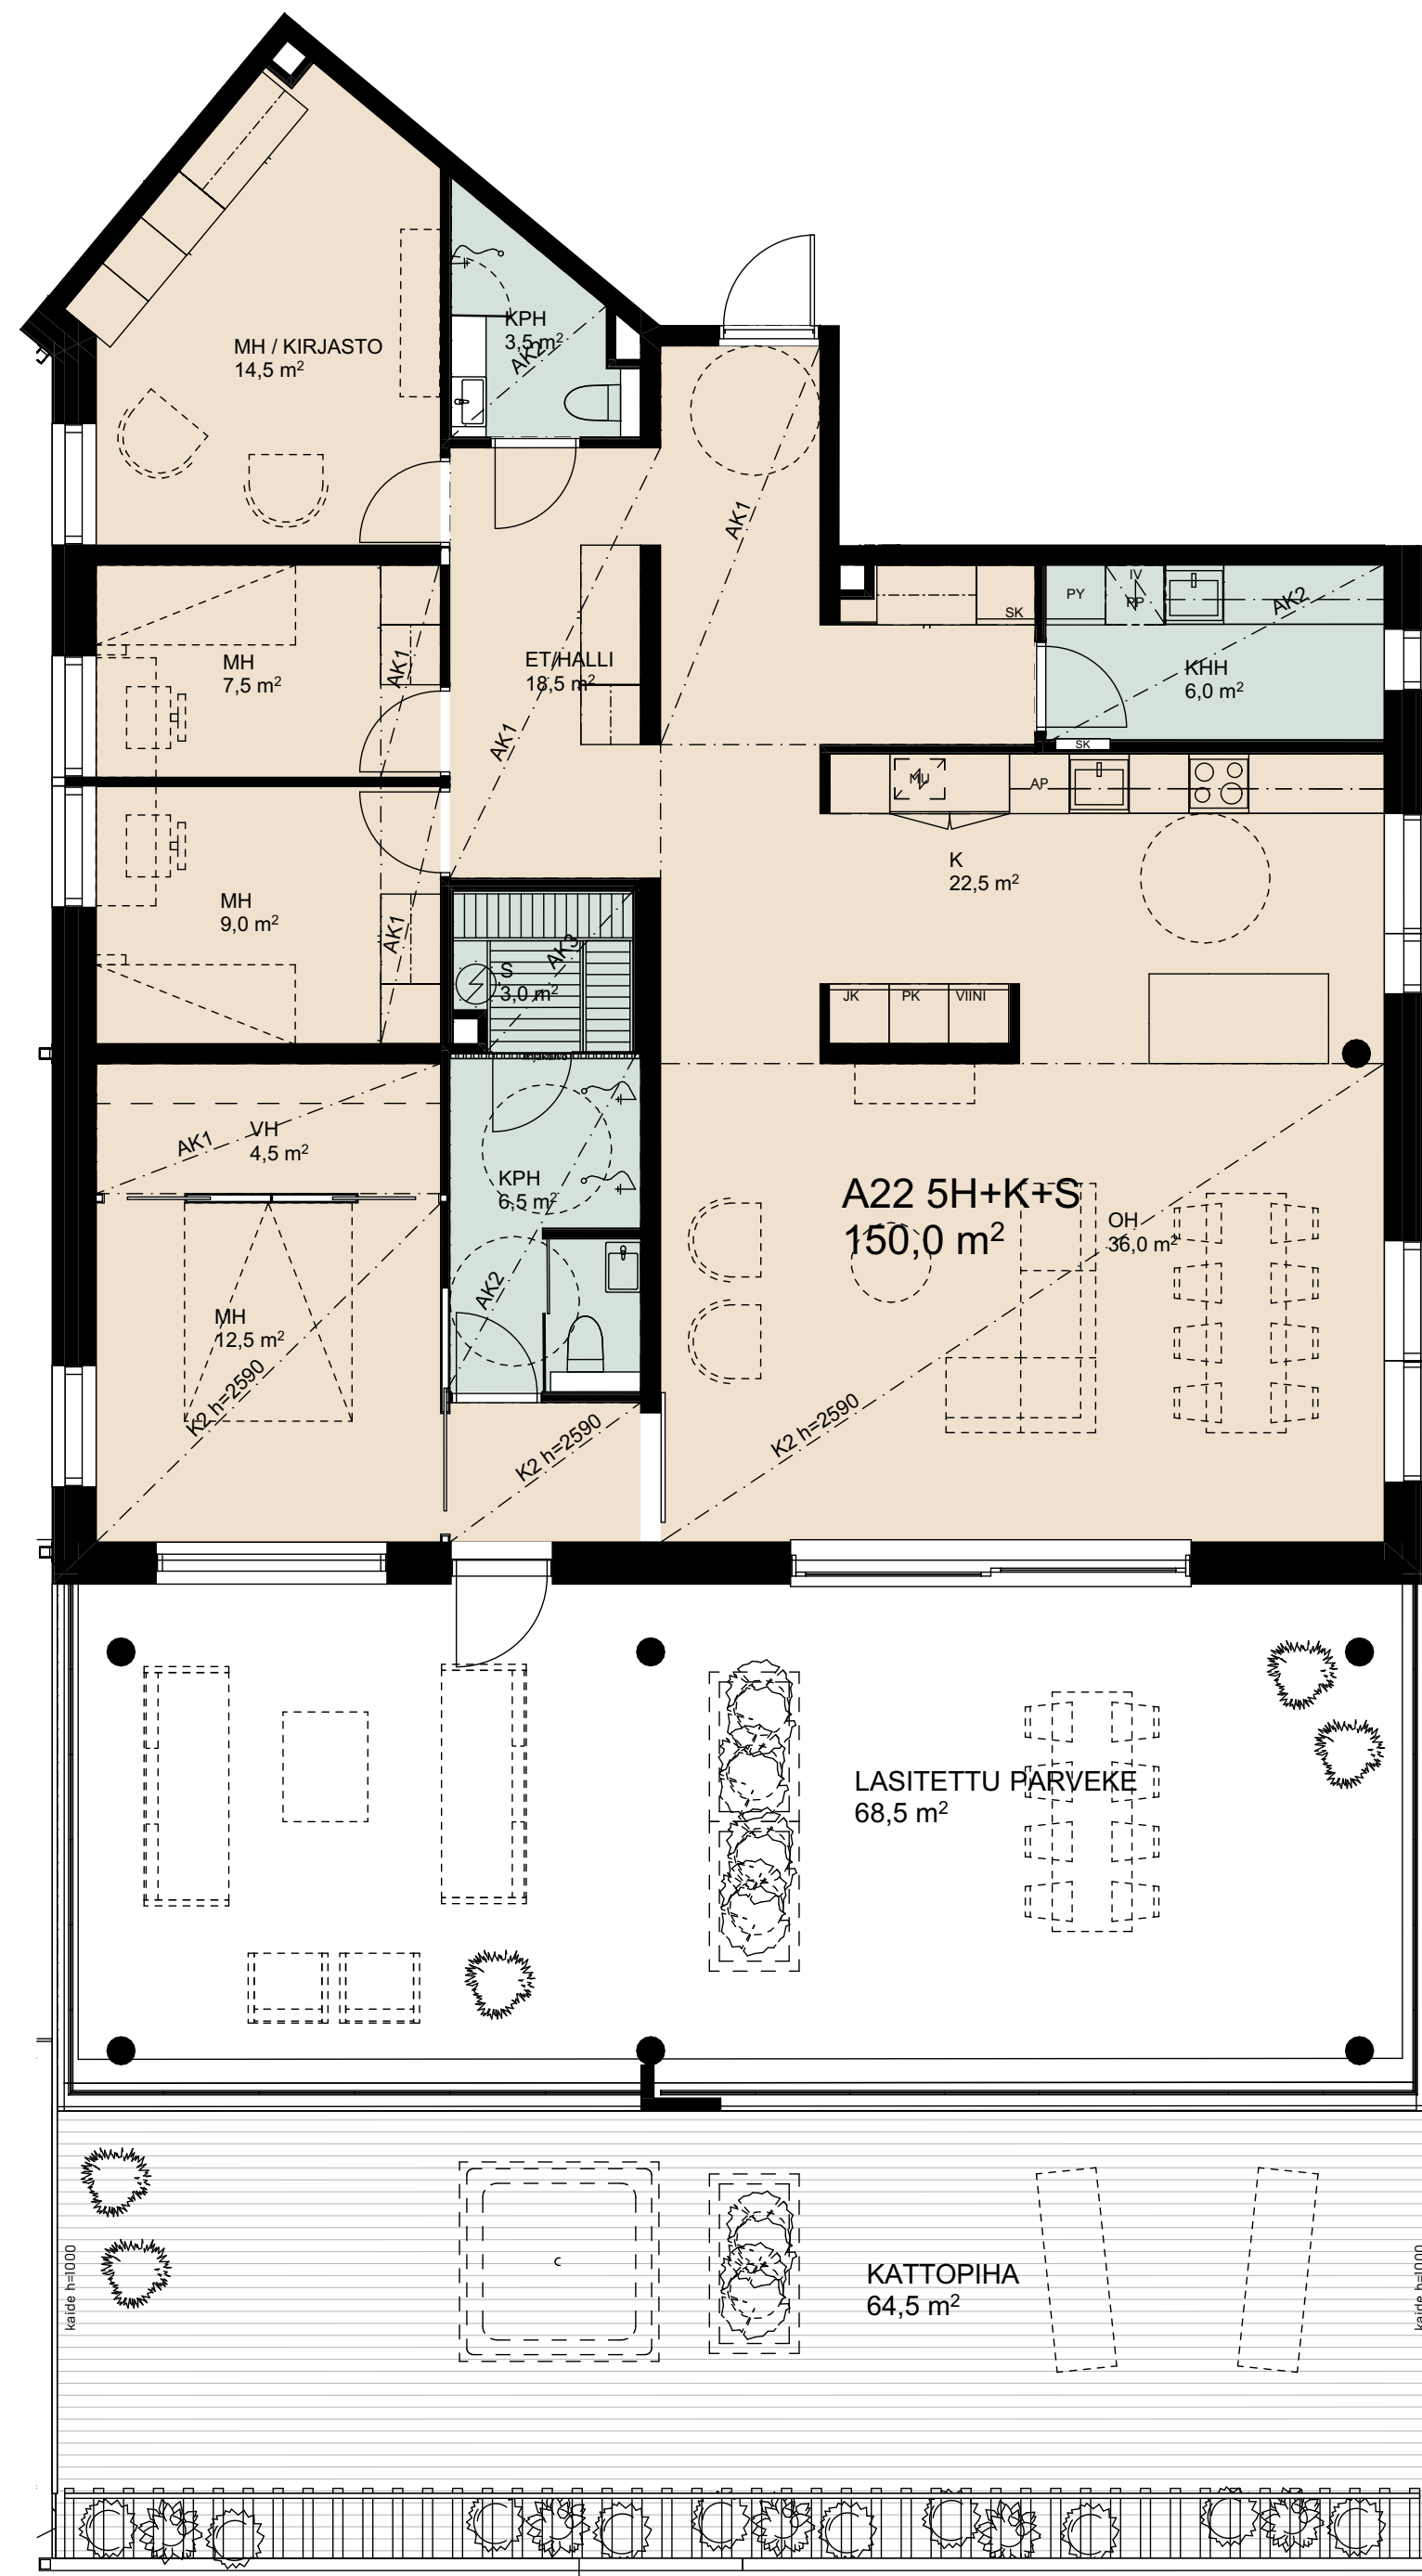 KPH
3,5 m²
AK2
MH / KIRJASTO
14,5 m²
AK1
SK
PY
IV
PP
AK2
KHH
6,0 m²
SK
MH
7,5 m²
AK1
ET/HALLI
18,5 m²
AK1
MU
AP
K
22,5 m²
MH
9,0 m²
AK1
S
3,0 m²
AK3
JK
PK
VIINI
VH
4,5 m²
AK1
KPH
6,5 m²
AK2
A22 5H+K+S
150,0 m²
OH
36,0 m²
MH
12,5 m²
K2 h=2590
K2 h=2590
K2 h=2590
LASITETTU PARVEKE
68,5 m²
KATTOPIHA
64,5 m²
kaide h=1000
kaide h=1000